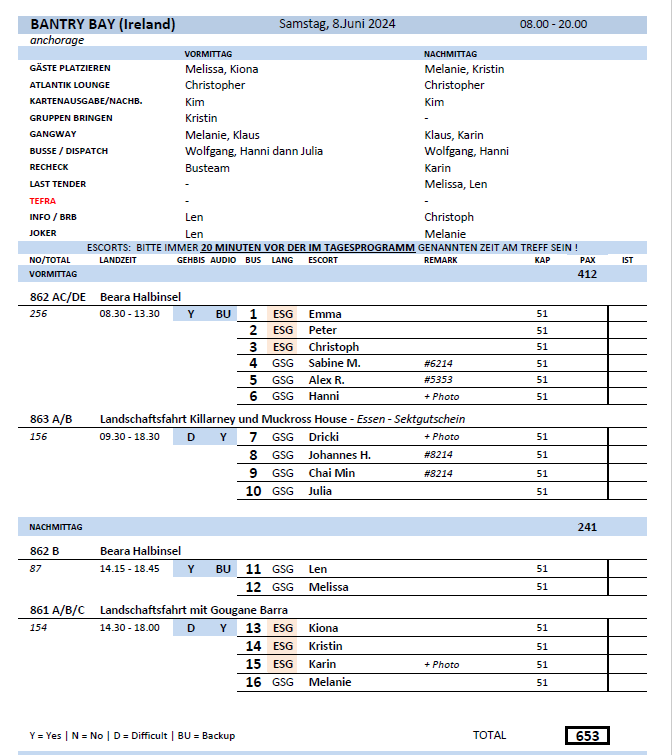 BANTRY BAY (Ireland) Samstag, 8.Juni 2024 08.00 - 20.00
anchorage
VORMITTAG NACHMITTAG
GÄSTE PLATZIEREN Melissa, Kiona Melanie, Kristin
ATLANTIK LOUNGE Christopher Christopher
KARTENAUSGABE/NACHB. Kim Kim
GRUPPEN BRINGEN Kristin -
GANGWAY Melanie, Klaus Klaus, Karin
BUSSE / DISPATCH Wolfgang, Hanni dann Julia Wolfgang, Hanni
RECHECK Busteam Karin
LAST TENDER - Melissa, Len
TEFRA - -
INFO / BRB Len Christoph
JOKER Len Melanie
ESCORTS: BITTE IMMER 20 MINUTEN VOR DER IM TAGESPROGRAMM GENANNTEN ZEIT AM TREFF SEIN !
NO/TOTAL LANDZEIT GEHBIS AUDIO BUS LANG ESCORT REMARK KAP PAX IST
VORMITTAG 412
862 AC/DE Beara Halbinsel
256 08.30 - 13.30 Y BU 1 ESG Emma 51
2 ESG Peter 51
3 ESG Christoph 51
4 GSG Sabine M. #6214 51
5 GSG Alex R. #5353 51
6 GSG Hanni + Photo 51
863 A/B Landschaftsfahrt Killarney und Muckross House - Essen - Sektgutschein
156 09.30 - 18.30 D Y 7 GSG Dricki + Photo 51
8 GSG Johannes H. #8214 51
9 GSG Chai Min #8214 51
10 GSG Julia 51
NACHMITTAG 241
862 B Beara Halbinsel
87 14.15 - 18.45 Y BU 11 GSG Len 51
12 GSG Melissa 51
861 A/B/C Landschaftsfahrt mit Gougane Barra
154 14.30 - 18.00 D Y 13 ESG Kiona 51
14 ESG Kristin 51
15 ESG Karin + Photo 51
16 GSG Melanie 51
Y = Yes | N = No | D = Difficult | BU = Backup TOTAL 653